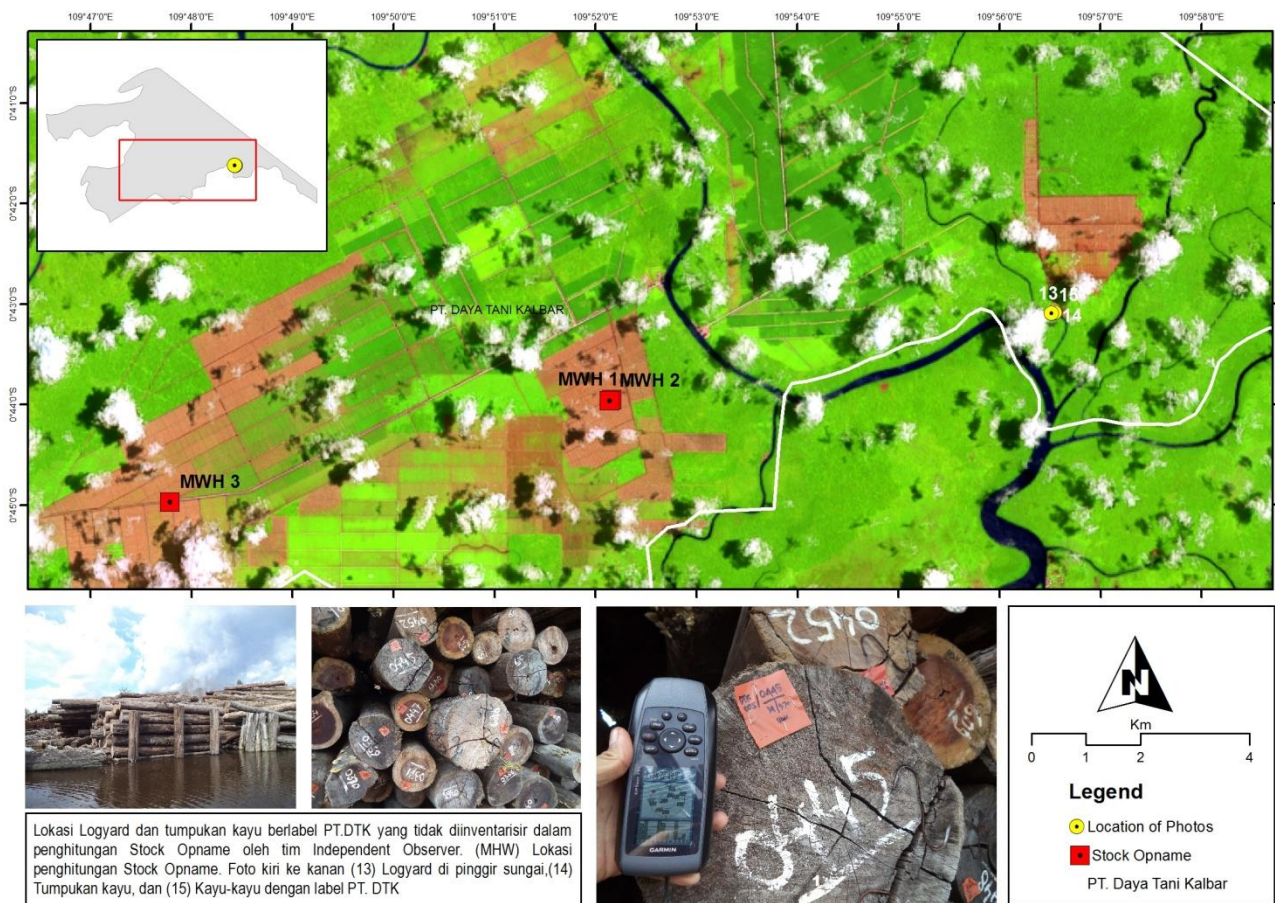 109°47'0"E 109°48'0"E 109°49'0"E 109°50'0"E 109°51'0"E 109°52'0"E 109°53'0"E 109°54'0"E 109°55'0"E 109°56'0"E 109°57'0"E 109°58'0"E
0°41'0"S
0°42'0"S
0°43'0"S
0°44'0"S
0°45'0"S
PT. DAYA TANI KALBAR
13
14
MWH 1
MWH 2
MWH 3
0452
0445
0447
0445
0452
GARMIN
Lokasi Logyard dan tumpukan kayu berlabel PT.DTK yang tidak diinventarisir dalam
penghitungan Stock Opname oleh tim Independent Observer. (MHW) Lokasi
penghitungan Stock Opname. Foto kiri ke kanan (13) Logyard di pinggir sungai,(14)
Tumpukan kayu, dan (15) Kayu-kayu dengan label PT. DTK
N
Km
0 1 2 4
Legend
Location of Photos
Stock Opname
PT. Daya Tani Kalbar